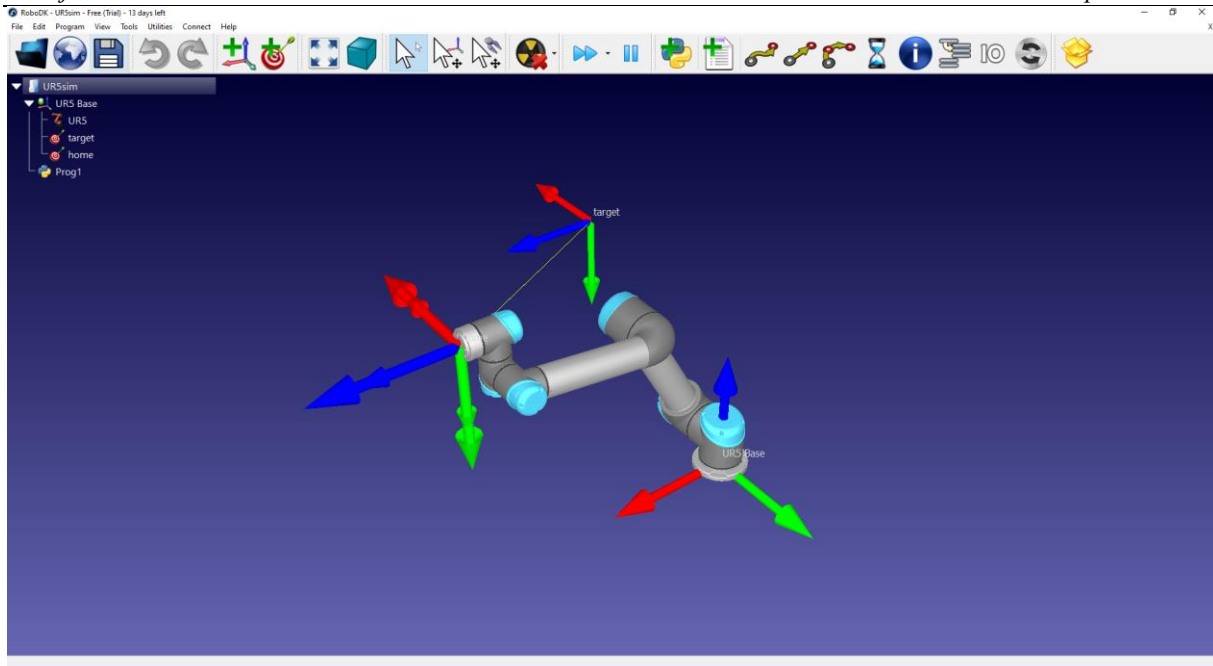 RoboDK - UR5sim - Free (Trial) - 13 days left
File Edit Program View Tools Utilities Connect Help
UR5sim
UR5 Base
UR5
target
home
Prog1
target
UR5 Base